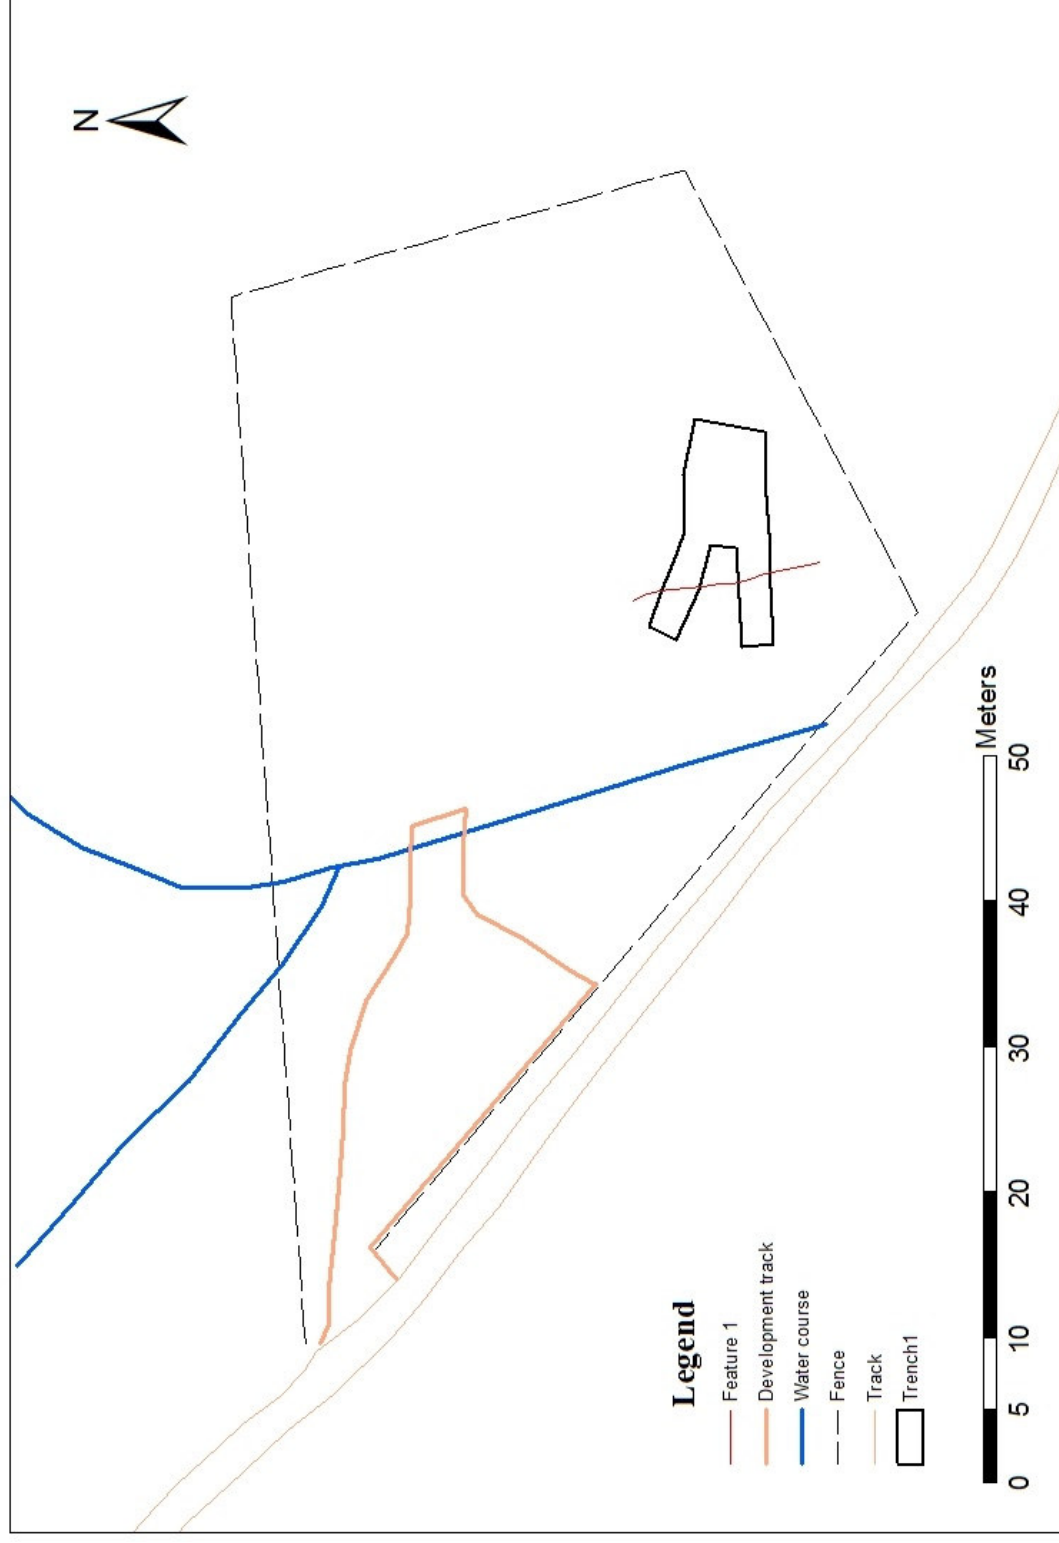 N
Legend
Feature 1
Development track
Water course
Fence
Track
Trench1
0 5 10 20 30 40 50
Meters